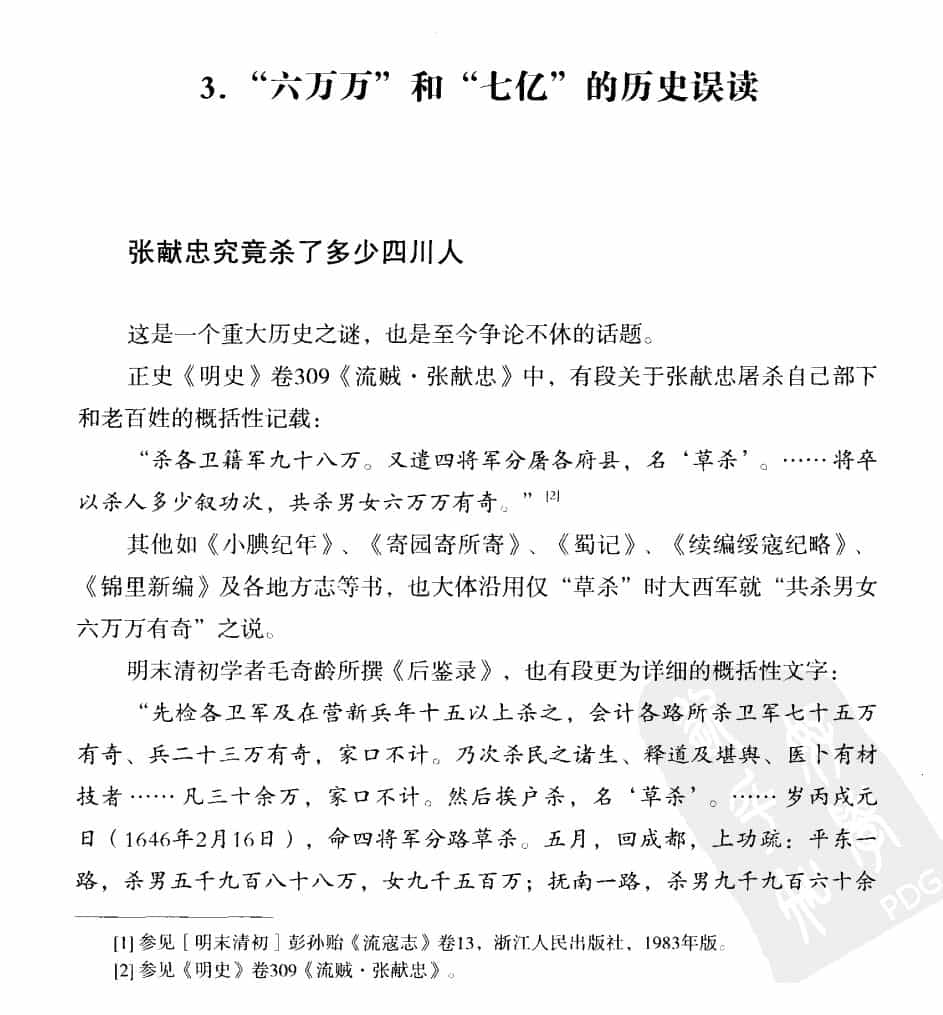 3. “六万万”和“七亿”的历史误读
张献忠究竟杀了多少四川人
这是一个重大历史之谜，也是至今争论不休的话题。
正史《明史》卷309《流贼·张献忠》中，有段关于张献忠屠杀自己部下
和老百姓的概括性记载：
“杀各卫籍军九十八万。又遣四将军分屠各府县，名‘草杀’。……将卒
以杀人多少叙功次，共杀男女六万万有奇。”[2]
其他如《小腆纪年》、《寄园寄所寄》、《蜀记》、《续编绥寇纪略》、
《锦里新编》及各地方志等书，也大体沿用仅“草杀”时大西军就“共杀男女
六万万有奇”之说。
明末清初学者毛奇龄所撰《后鉴录》，也有段更为详细的概括性文字：
“先检各卫军及在营新兵年十五以上杀之，会计各路所杀卫军七十五万
有奇、兵二十三万有奇，家口不计。乃次杀民之诸生、释道及堪舆、医卜有材
技者……凡三十余万，家口不计。然后挨户杀，名‘草杀’。……岁丙戌元
日（1646年2月16日），命四将军分路草杀。五月，回成都，上功疏：平东一
路，杀男五千九百八十八万，女九千五百万；抚南一路，杀男九千九百六十余
[1] 参见［明末清初］彭孙贻《流寇志》卷13，浙江人民出版社，1983年版。
[2] 参见《明史》卷309《流贼·张献忠》。
PDG